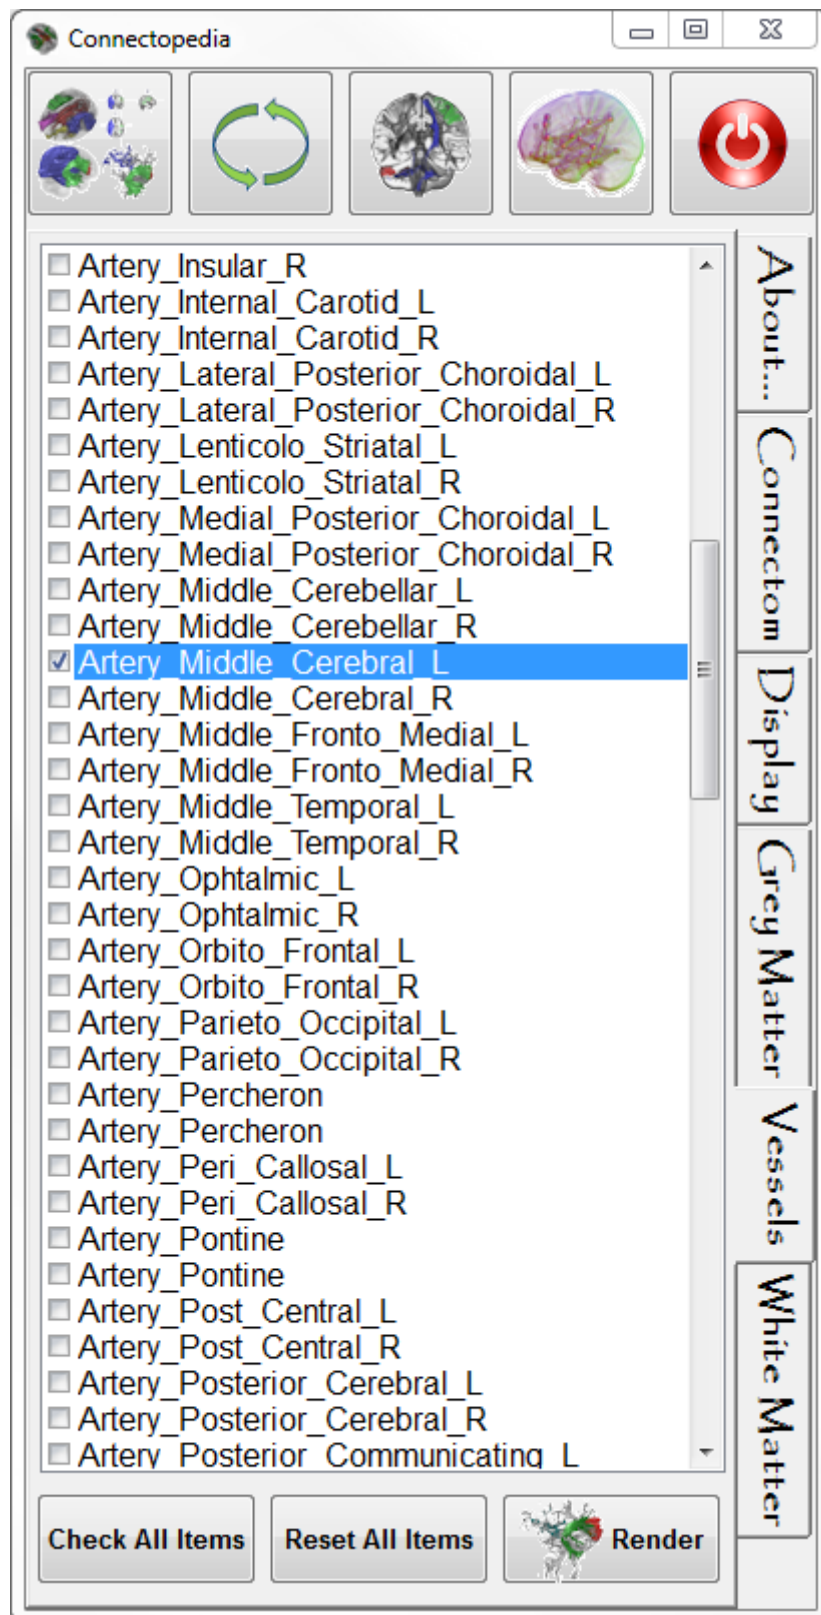 Connectopedia
Artery_Insular_R
Artery_Internal_Carotid_L
Artery_Internal_Carotid_R
Artery_Lateral_Posterior_Choroidal_L
Artery_Lateral_Posterior_Choroidal_R
Artery_Lenticolo_Striatal_L
Artery_Lenticolo_Striatal_R
Artery_Medial_Posterior_Choroidal_L
Artery_Medial_Posterior_Choroidal_R
Artery_Middle_Cerebellar_L
Artery_Middle_Cerebellar_R
Artery_Middle_Cerebral_L
Artery_Middle_Cerebral_R
Artery_Middle_Fronto_Medial_L
Artery_Middle_Fronto_Medial_R
Artery_Middle_Temporal_L
Artery_Middle_Temporal_R
Artery_Ophtalmic_L
Artery_Ophtalmic_R
Artery_Orbito_Frontal_L
Artery_Orbito_Frontal_R
Artery_Parieto_Occipital_L
Artery_Parieto_Occipital_R
Artery_Percheron
Artery_Percheron
Artery_Peri_Callosal_L
Artery_Peri_Callosal_R
Artery_Pontine
Artery_Pontine
Artery_Post_Central_L
Artery_Post_Central_R
Artery_Posterior_Cerebral_L
Artery_Posterior_Cerebral_R
Artery_Posterior_Communicating_L
About...
Connectom
Display
Grey Matter
Vessels
White Matter
Check All Items
Reset All Items
Render